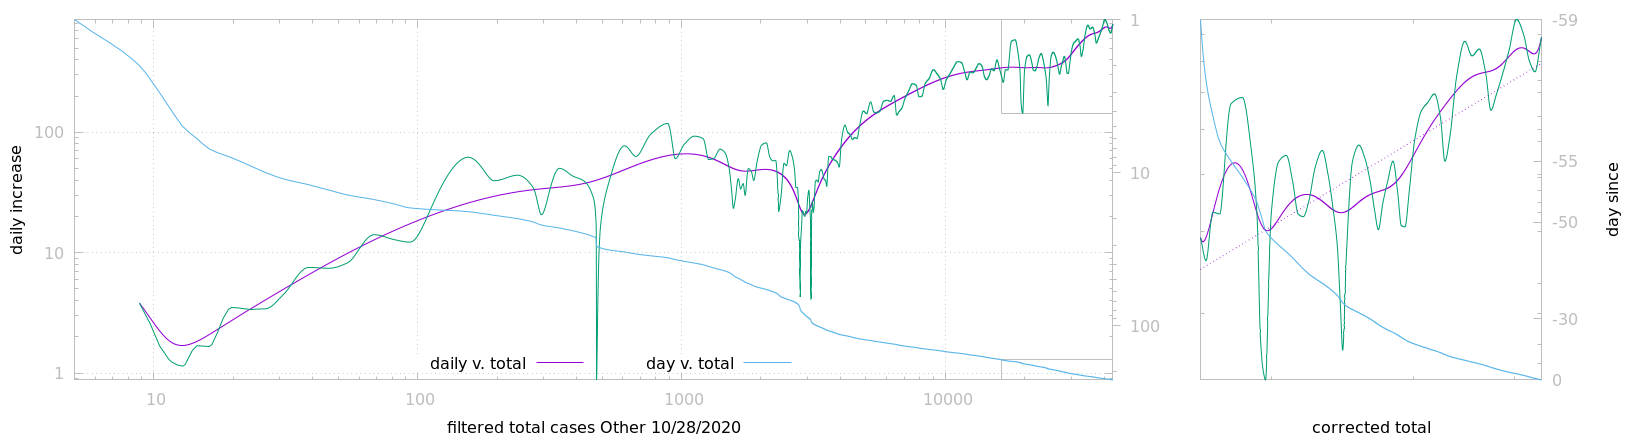 daily increase
100
10
1
daily v. total
day v. total
10
100
1000
10000
filtered total cases Other 10/28/2020
1
10
100
-59
-55
-50
-30
0
day since
corrected total